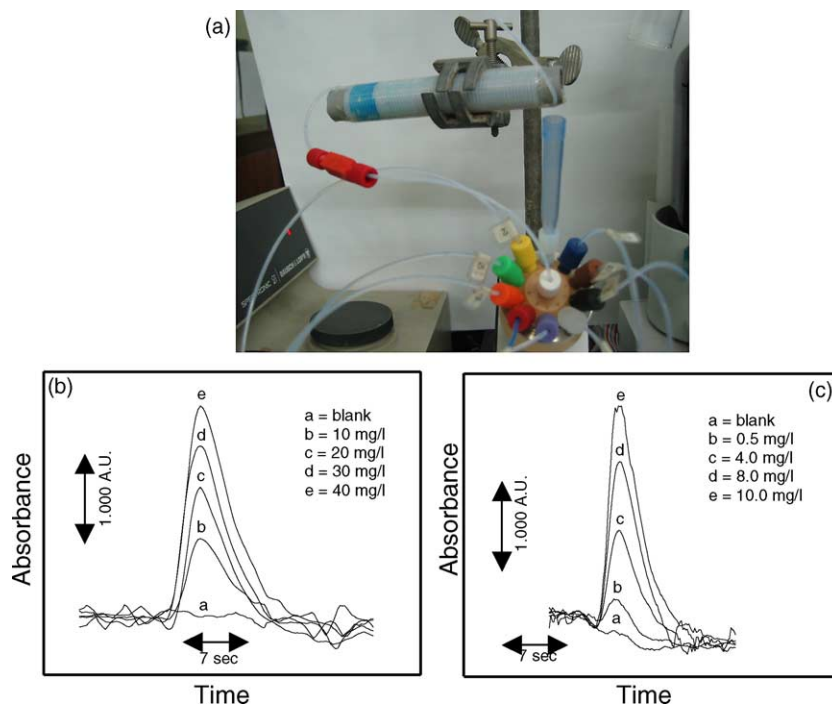 (a)
2
(b)
e
d
c
b
a
a = blank
b = 10 mg/l
c = 20 mg/l
d = 30 mg/l
e = 40 mg/l
1.000 A.U.
7 sec
Absorbance
Time
(c)
e
d
c
b
a
a = blank
b = 0.5 mg/l
c = 4.0 mg/l
d = 8.0 mg/l
e = 10.0 mg/l
1.000 A.U.
7 sec
Absorbance
Time